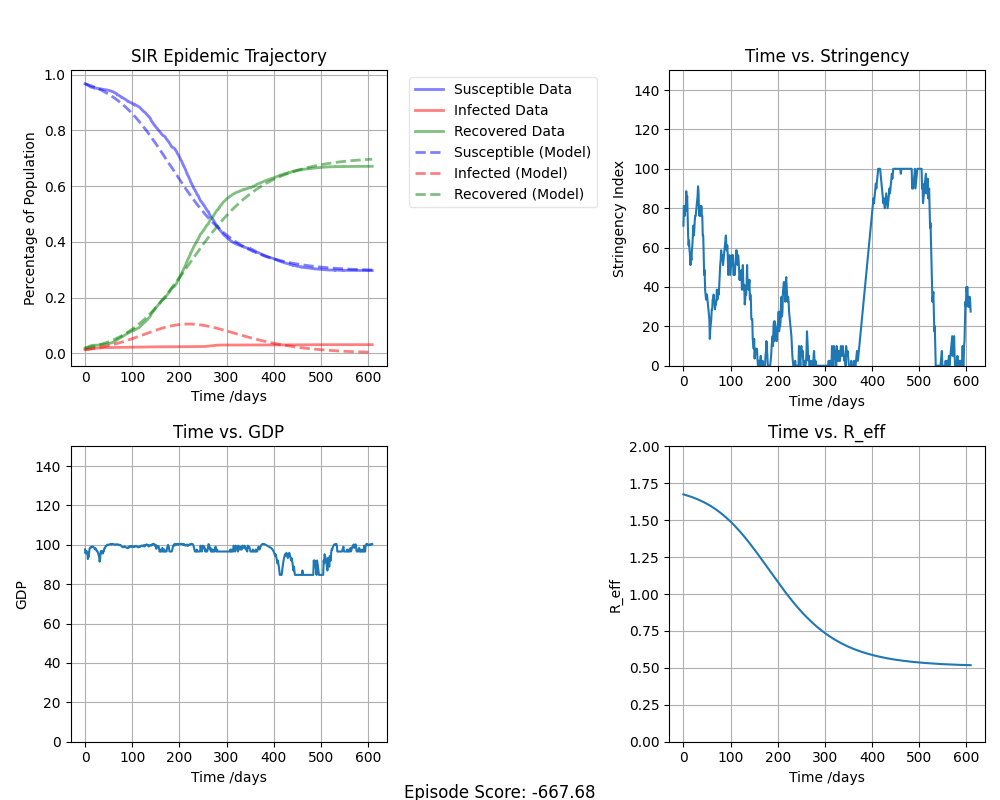 SIR Epidemic Trajectory
1.0
0.8
0.6
0.4
0.2
0.0
Percentage of Population
0 100 200 300 400 500 600
Time /days
Susceptible Data
Infected Data
Recovered Data
Susceptible (Model)
Infected (Model)
Recovered (Model)
Time vs. Stringency
140
120
100
80
60
40
20
0
Stringency Index
0 100 200 300 400 500 600
Time /days
Time vs. GDP
140
120
100
80
60
40
20
0
GDP
0 100 200 300 400 500 600
Time /days
Time vs. R_eff
2.00
1.75
1.50
1.25
1.00
0.75
0.50
0.25
0.00
R_eff
0 100 200 300 400 500 600
Time /days
Episode Score: -667.68